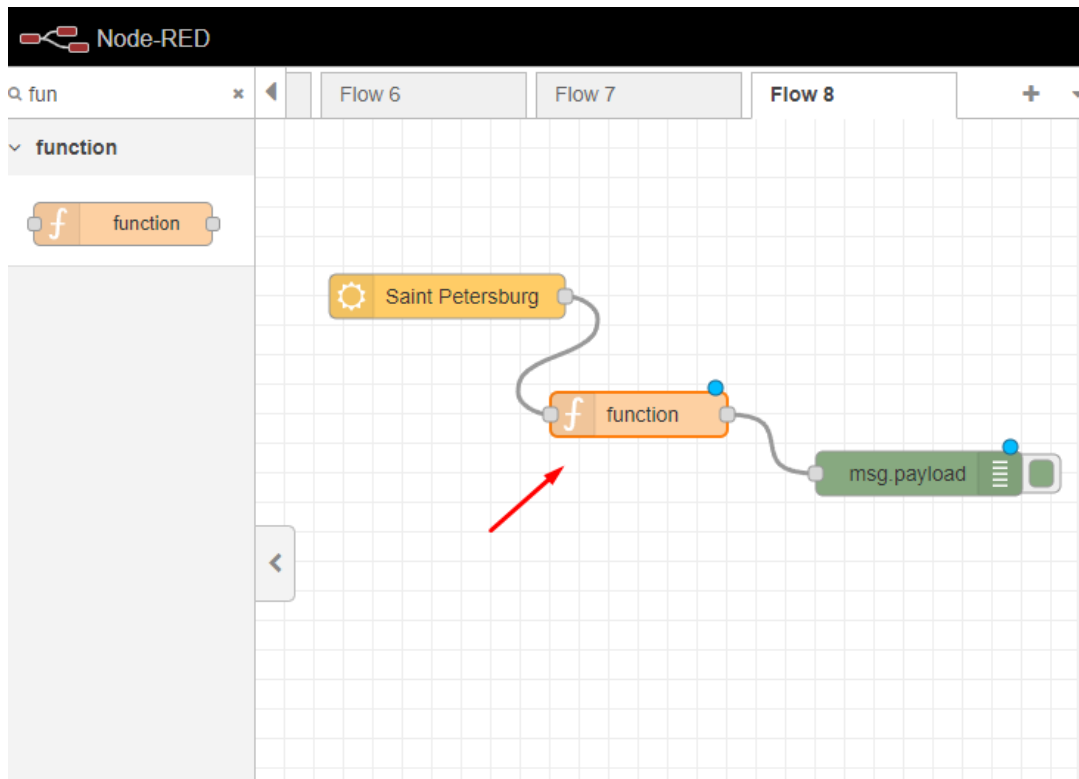 Node-RED
fun
Flow 6
Flow 7
Flow 8
function
function
Saint Petersburg
function
msg.payload